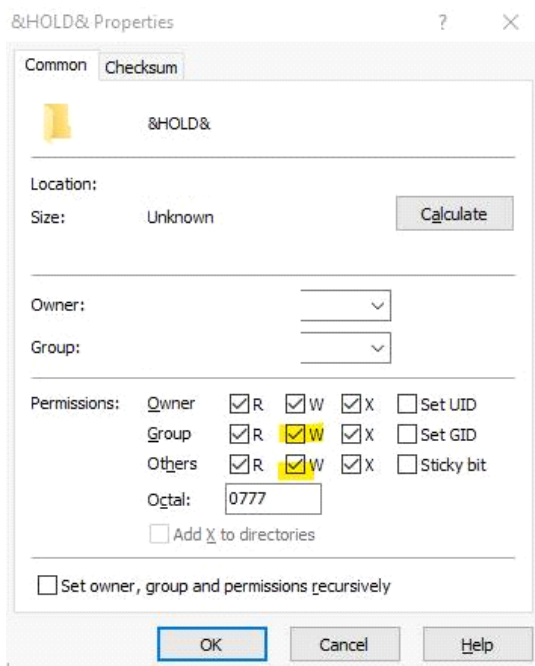 &HOLD& Properties ?
Common Checksum
&HOLD&
Location:
Size: Unknown Calculate
Owner:
Group:
Permissions: Owner R W X Set UID
Group R W X Set GID
Others R W X Sticky bit
Octal: 0777
Add X to directories
Set owner, group and permissions recursively
OK Cancel Help